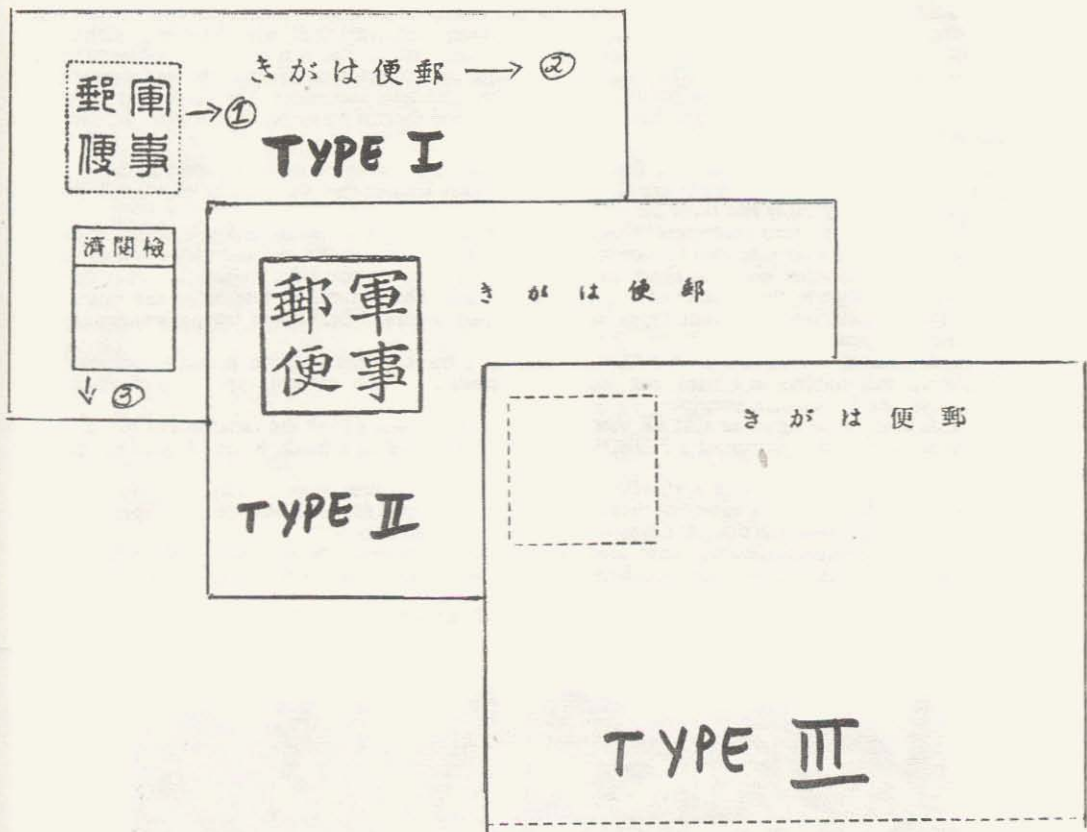 郵便はがき → ②
軍事
郵便
→ ①
TYPE I
檢閲濟
↓ ③
郵便はがき
軍事
郵便
TYPE II
郵便はがき
TYPE III